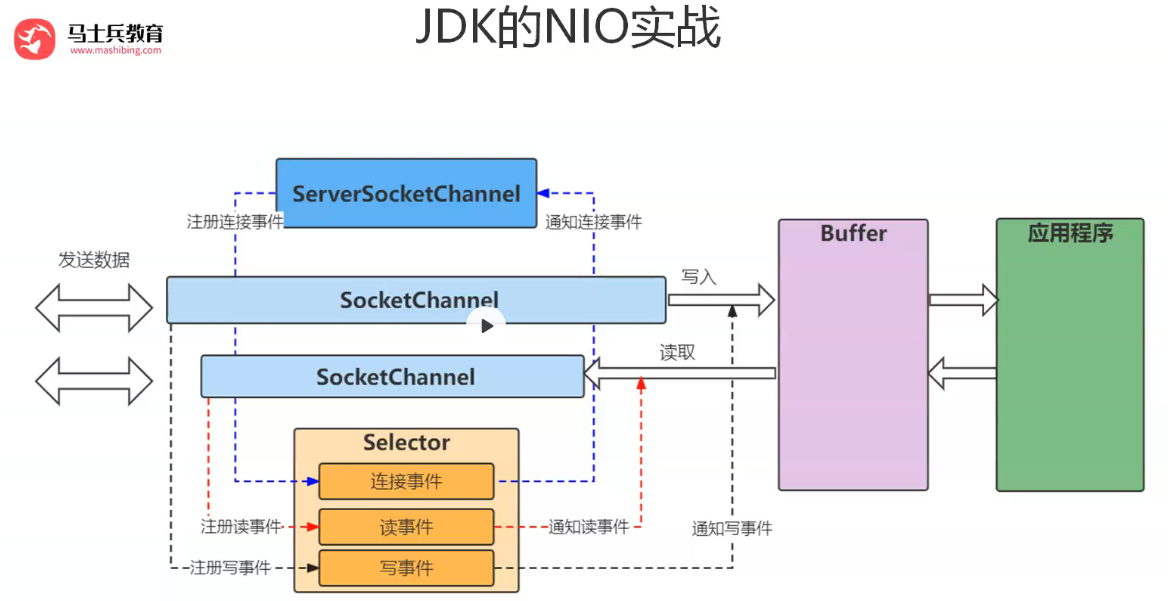 马士兵教育
www.mashibing.com
JDK的NIO实战
ServerSocketChannel
注册连接事件
通知连接事件
发送数据
SocketChannel
写入
Buffer
应用程序
读取
SocketChannel
Selector
连接事件
注册读事件
读事件
通知读事件
通知写事件
注册写事件
写事件